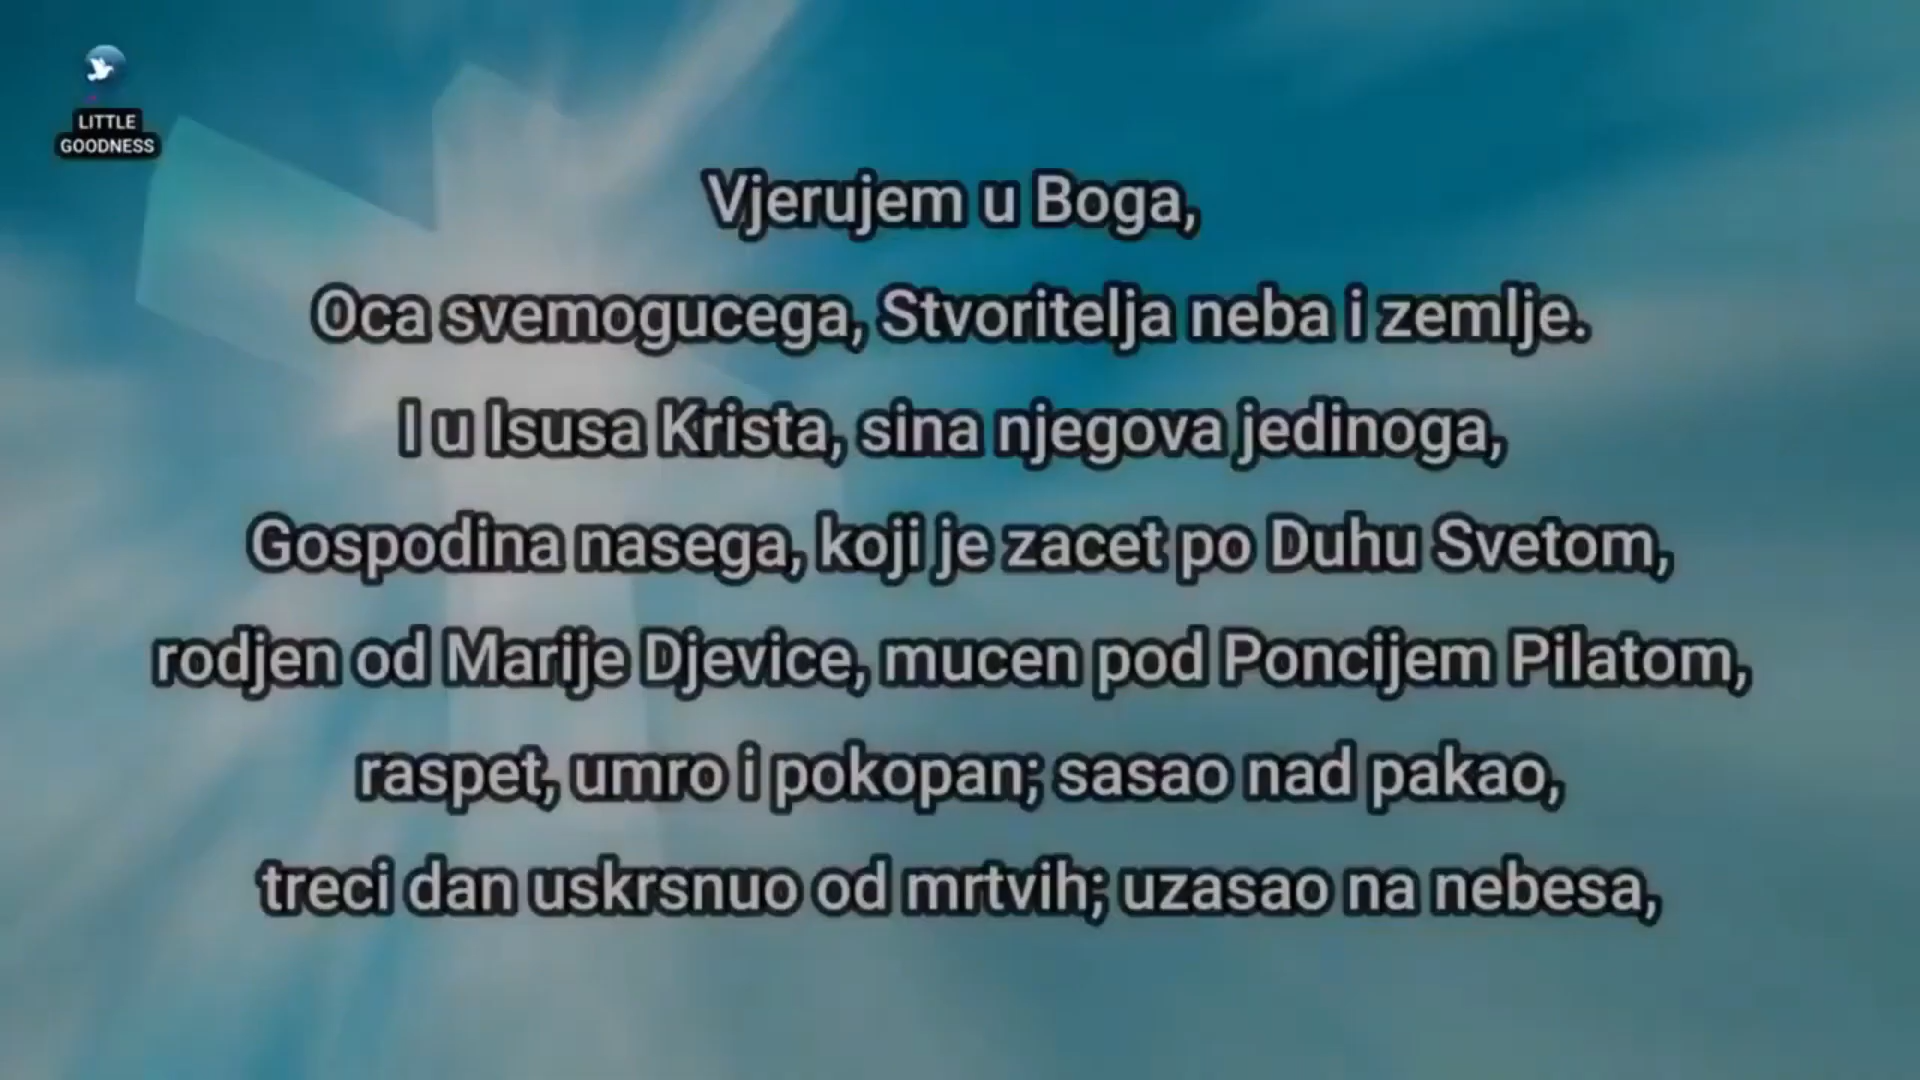 LITTLE
GOODNESS
Vjerujem u Boga,
Oca svemogucega, Stvoritelja neba i zemlje.
I u Isusa Krista, sina njegova jedinoga,
Gospodina nasega, koji je zacet po Duhu Svetom,
rodjen od Marije Djevice, mucen pod Poncijem Pilatom,
raspet, umro i pokopan; sasao nad pakao,
treci dan uskrsnuo od mrtvih; uzasao na nebesa,